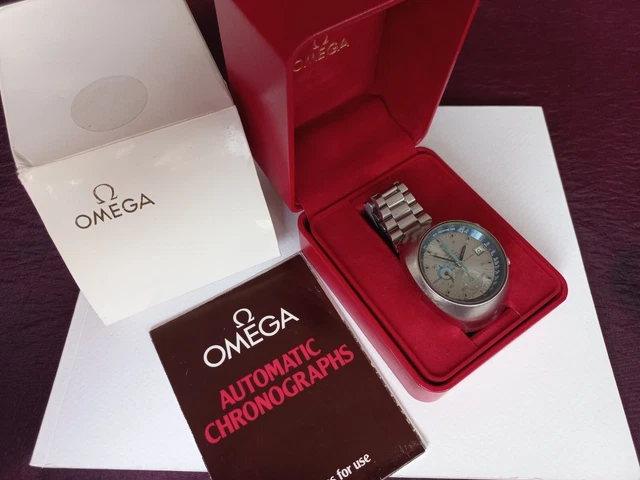 Ω
OMEGA
Ω
OMEGA
Ω
OMEGA
AUTOMATIC
CHRONOGRAPHS
for use